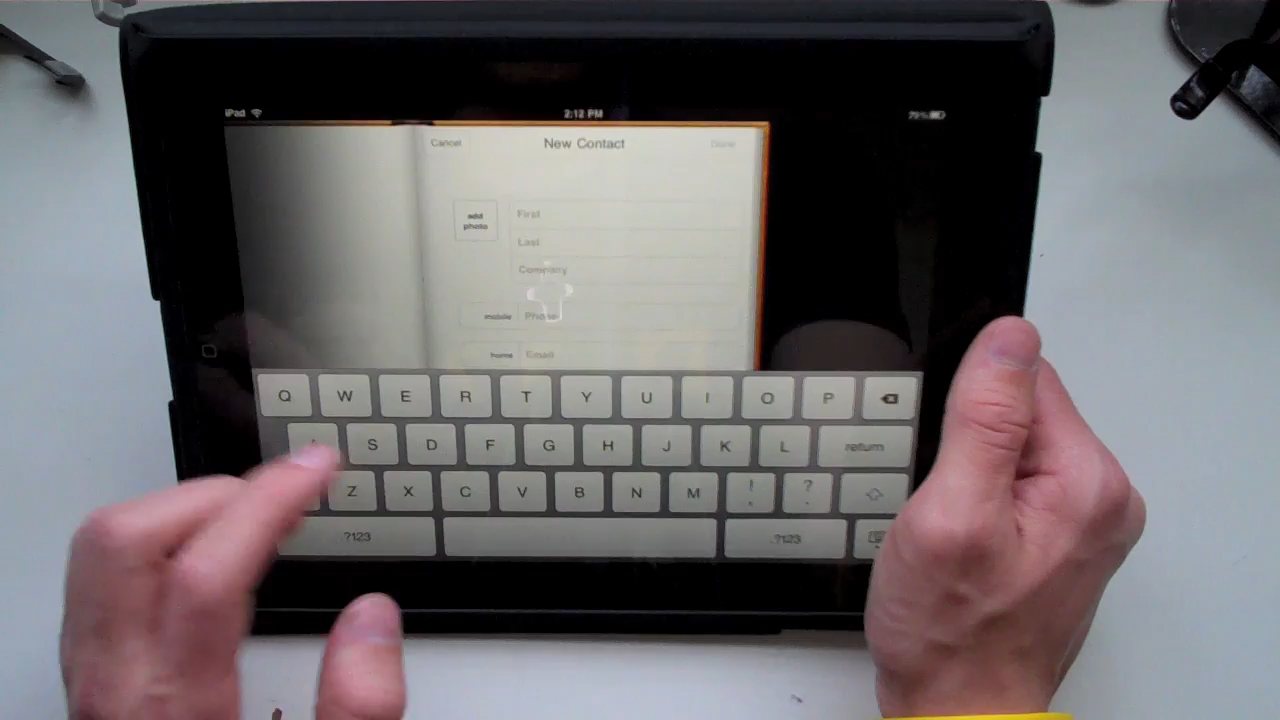 iPad 2:12 PM 79%
Cancel New Contact Done
add
photo
First
Last
Company
mobile Phone
home Email
Q W E R T Y U I O P
A S D F G H J K L return
Z X C V B N M ! , ? .
.?123 .?123